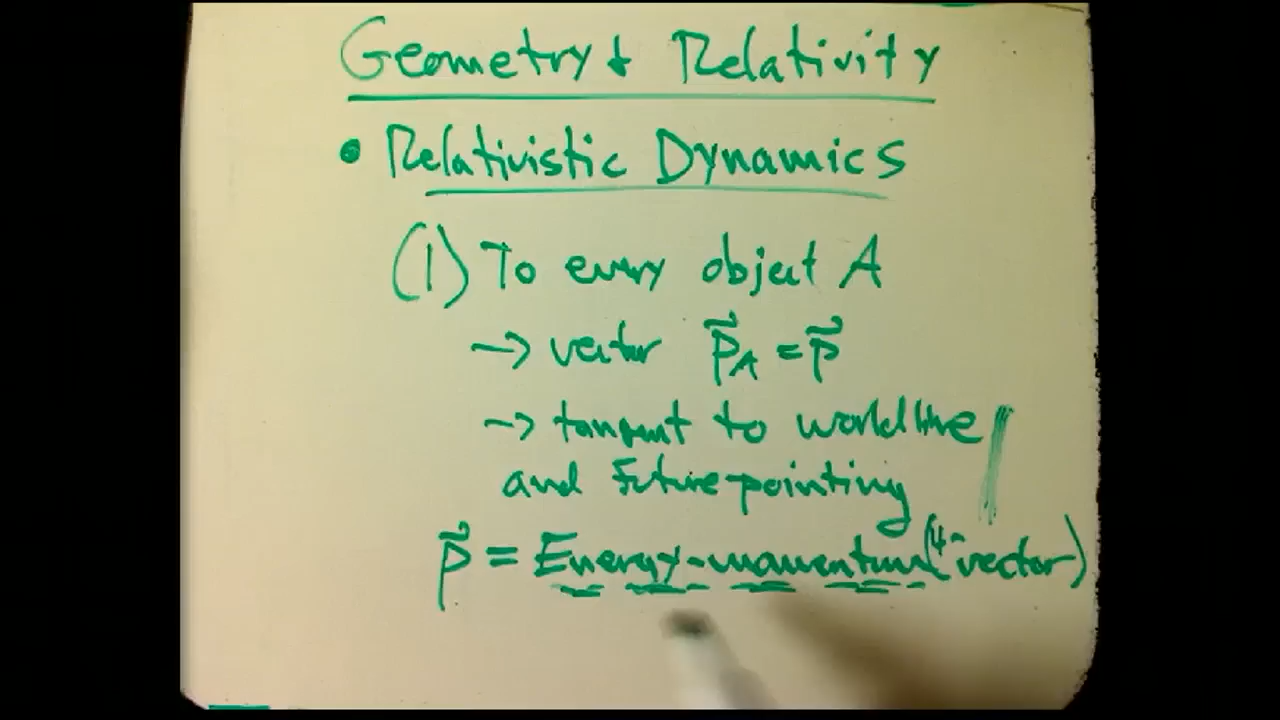 Geometry + Relativity
• Relativistic Dynamics
(1) To every object A
→ vector p⃗_A = p⃗
→ tangent to worldline
and Future-pointing
p⃗ = Energy-momentum (4-vector)